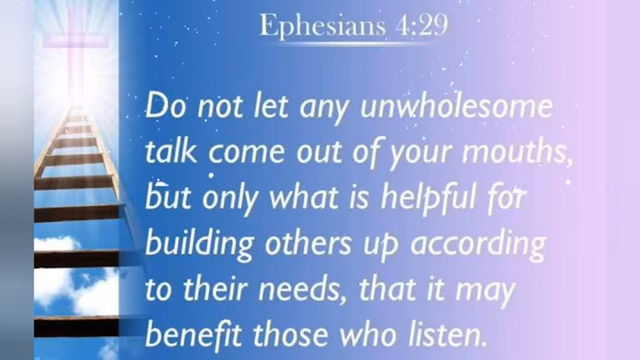 Ephesians 4:29
Do not let any unwholesome
talk come out of your mouths,
but only what is helpful for
building others up according
to their needs, that it may
benefit those who listen.